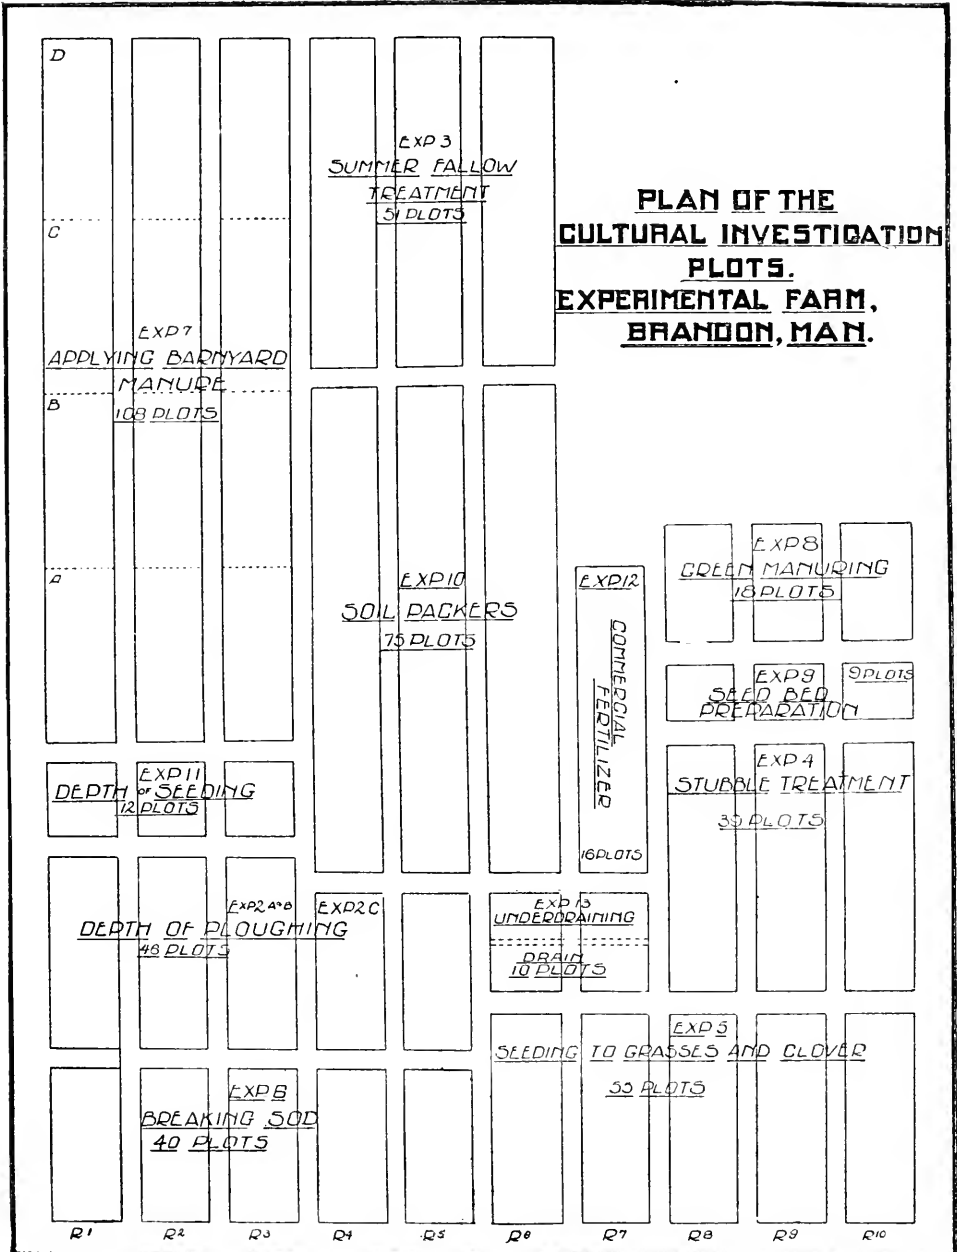 PLAN OF THE
CULTURAL INVESTIGATION
PLOTS.
EXPERIMENTAL FARM,
BRANDON, MAN.
D
C
B
A
EXP 7
APPLYING BARNYARD
MANURE
108 PLOTS
EXP 3
SUMMER FALLOW
TREATMENT
51 PLOTS
EXP 10
SOIL PACKERS
75 PLOTS
EXP 12
COMMERCIAL
FERTILIZER
16 PLOTS
EXP 8
GREEN MANURING
18 PLOTS
EXP 9
9 PLOTS
SEED BED
PREPARATION
EXP 4
STUBBLE TREATMENT
39 PLOTS
EXP 11
DEPTH OF SEEDING
12 PLOTS
EXP 2 A & B
EXP 2 C
DEPTH OF PLOUGHING
PLOTS
EXP 13
UNDERDRAINING
DRAIN
10 PLOTS
EXP 5
SEEDING TO GRASSES AND CLOVER
PLOTS
EXP 6
BREAKING SOD
40 PLOTS
R1 R2 R3 R4 R5 R6 R7 R8 R9 R10